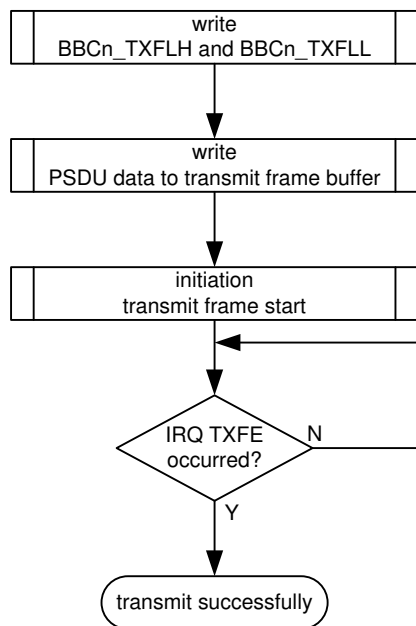 write
BBCn_TXFLH and BBCn_TXFLL
write
PSDU data to transmit frame buffer
initiation
transmit frame start
IRQ TXFE
occurred?
N
Y
transmit successfully